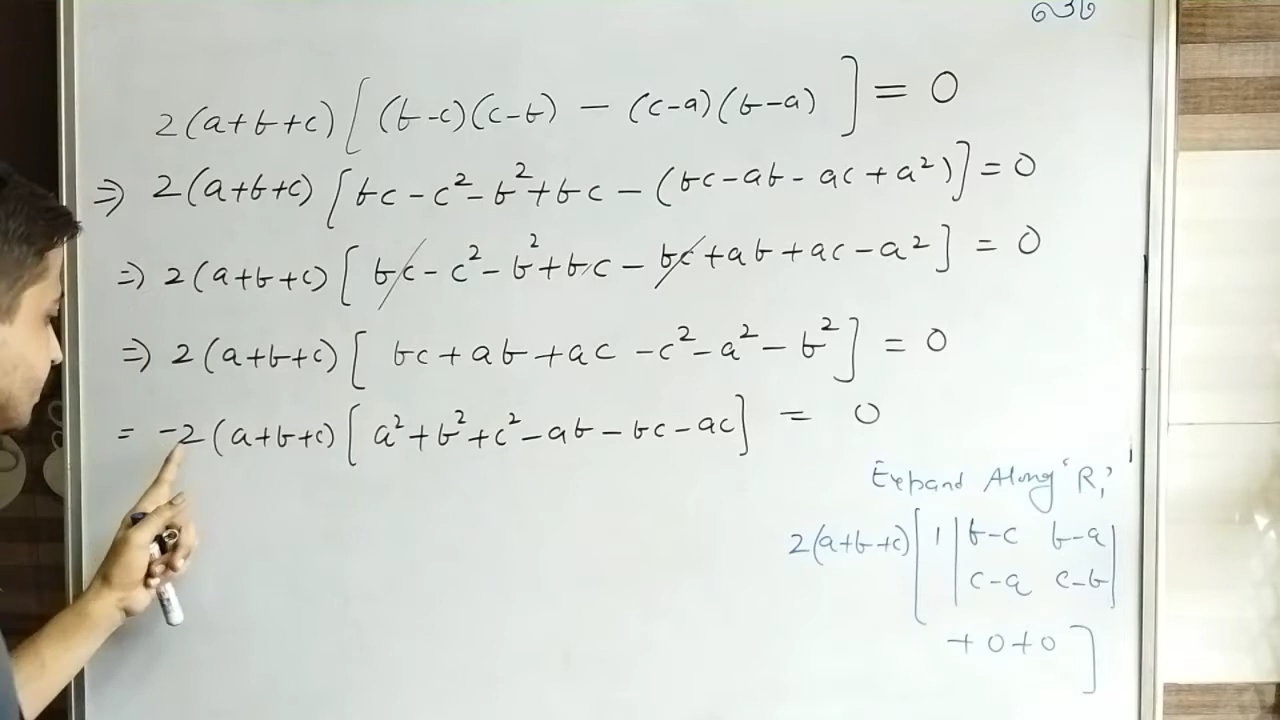 2(a+b+c)[(b-c)(c-b) - (c-a)(b-a)] = 0
⇒ 2(a+b+c)[bc-c²-b²+bc-(bc-ab-ac+a²)] = 0
⇒ 2(a+b+c)[bc-c²-b²+bc-bc+ab+ac-a²] = 0
⇒ 2(a+b+c)[bc+ab+ac-c²-a²-b²] = 0
= -2(a+b+c)[a²+b²+c²-ab-bc-ac] = 0
Expand Along 'R₁'
2(a+b+c)[1|b-c b-a
c-a c-b|
+0+0]